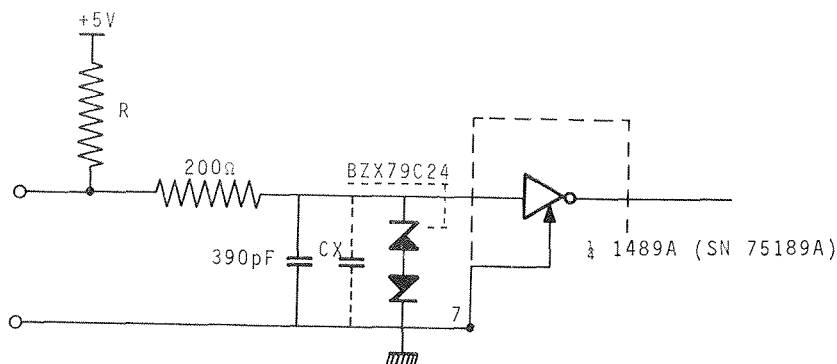 +5V
R
200Ω
BZX79C24
390pF
CX
¼ 1489A (SN 75189A)
7